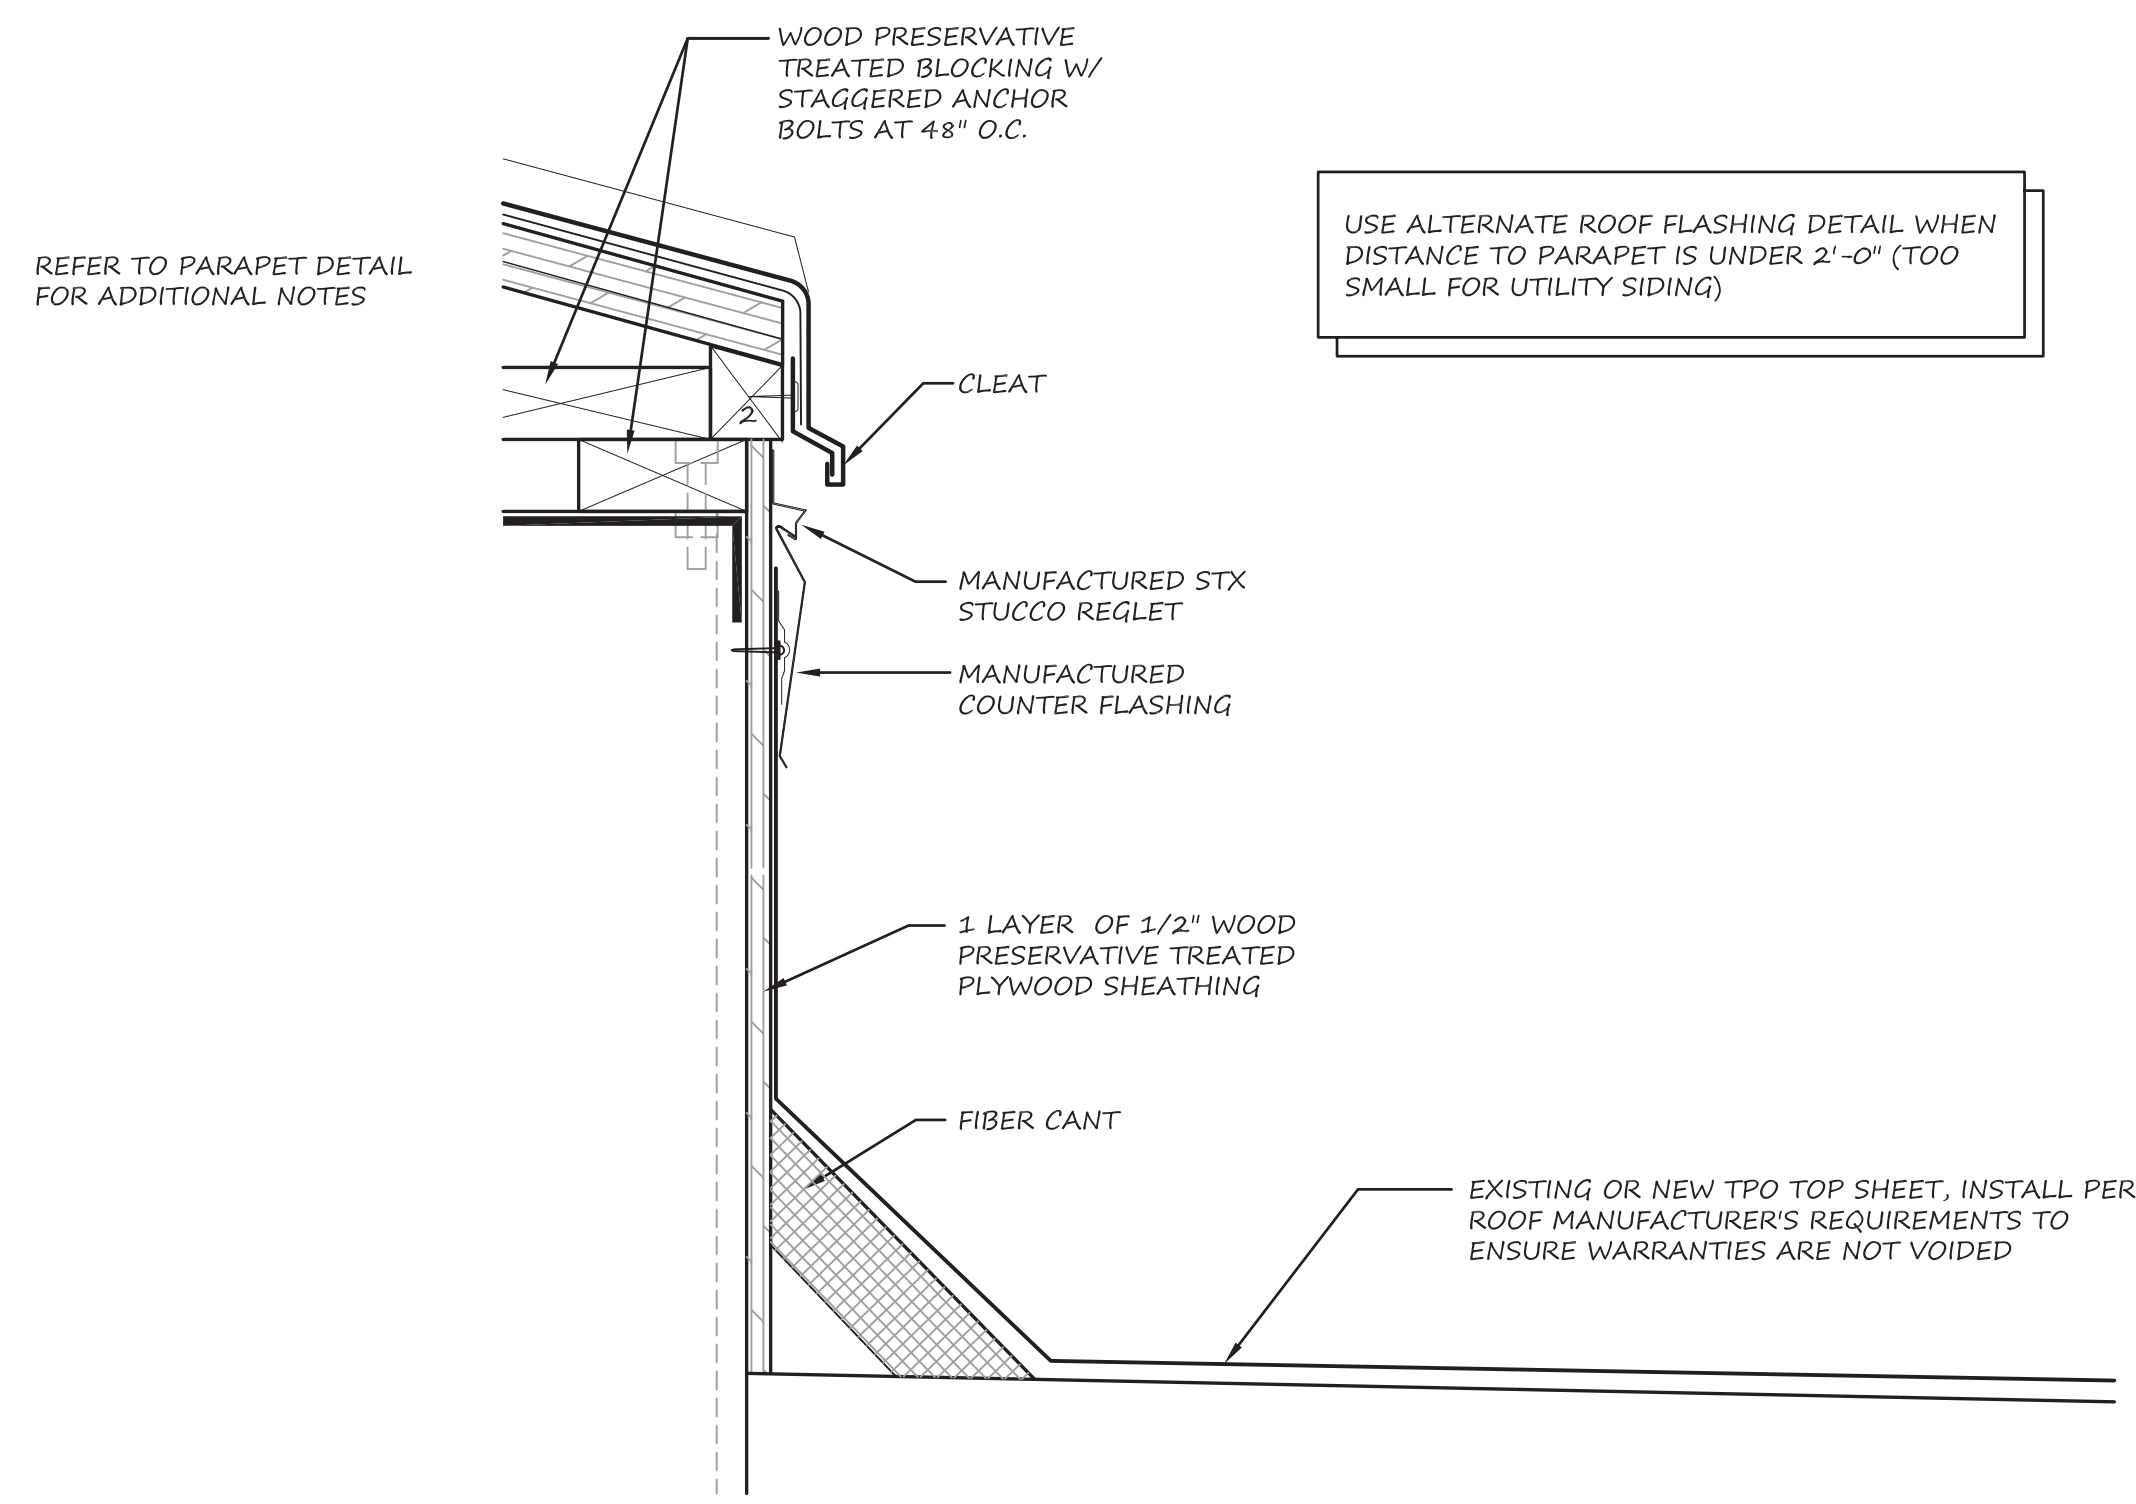 WOOD PRESERVATIVE
TREATED BLOCKING W/
STAGGERED ANCHOR
BOLTS AT 48" O.C.
USE ALTERNATE ROOF FLASHING DETAIL WHEN
DISTANCE TO PARAPET IS UNDER 2'-0" (TOO
SMALL FOR UTILITY SIDING)
REFER TO PARAPET DETAIL
FOR ADDITIONAL NOTES
CLEAT
2
MANUFACTURED STX
STUCCO REGLET
MANUFACTURED
COUNTER FLASHING
1 LAYER OF 1/2" WOOD
PRESERVATIVE TREATED
PLYWOOD SHEATHING
FIBER CANT
EXISTING OR NEW TPO TOP SHEET, INSTALL PER
ROOF MANUFACTURER'S REQUIREMENTS TO
ENSURE WARRANTIES ARE NOT VOIDED